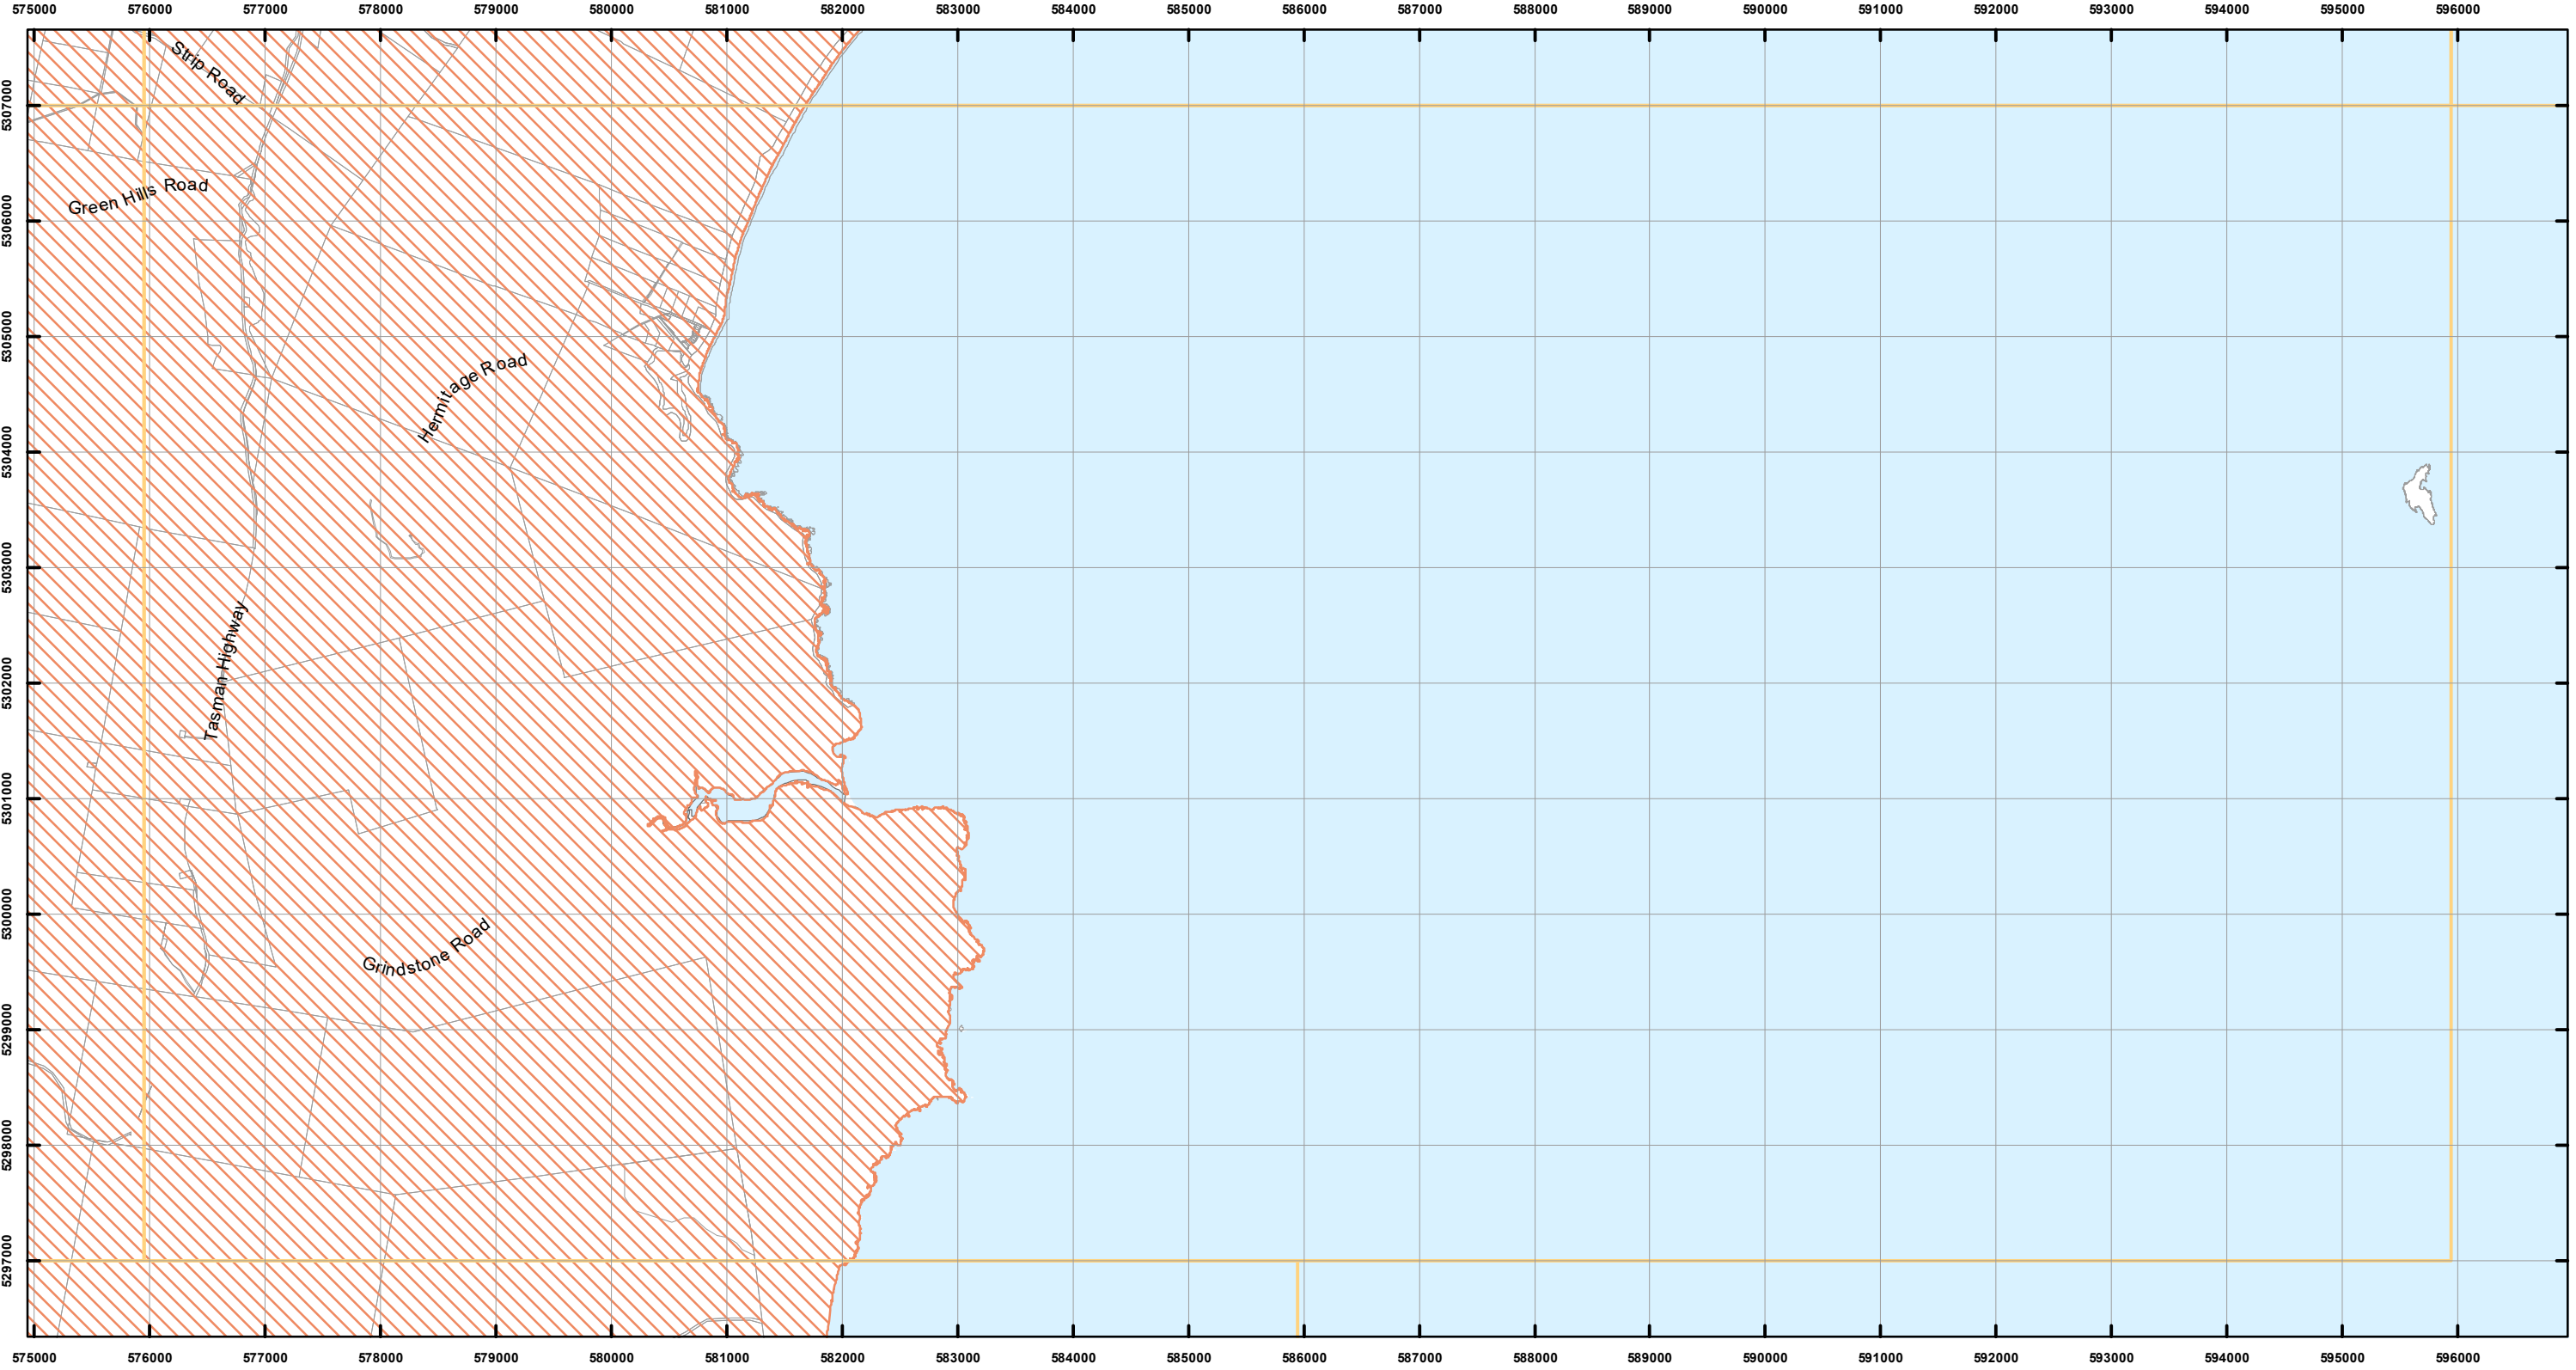 575000 576000 577000 578000 579000 580000 581000 582000 583000 584000 585000 586000 587000 588000 589000 590000 591000 592000 593000 594000 595000 596000
Strip Road
5307000
Green Hills Road
5306000
5305000
Hermitage Road
5304000
5303000
Tasman Highway
5302000
5301000
5300000
Grindstone Road
5299000
5298000
5297000
575000 576000 577000 578000 579000 580000 581000 582000 583000 584000 585000 586000 587000 588000 589000 590000 591000 592000 593000 594000 595000 596000